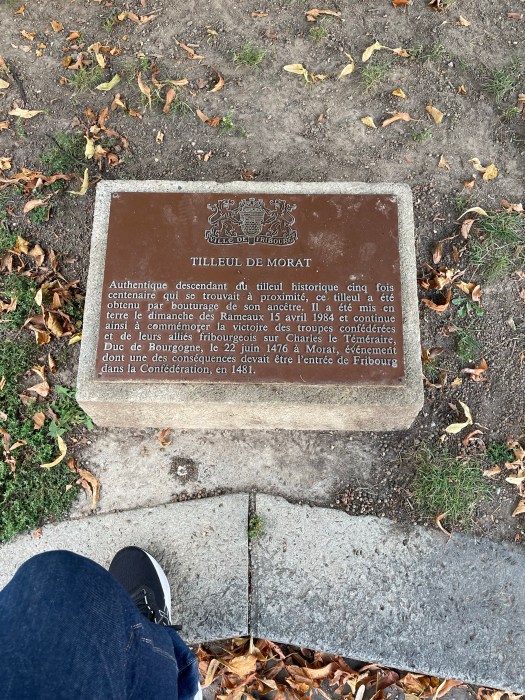 VILLE DE FRIBOURG
TILLEUL DE MORAT
Authentique descendant du tilleul historique cinq fois
centenaire qui se trouvait à proximité, ce tilleul a été
obtenu par bouturage de son ancêtre. Il a été mis en
terre le dimanche des Rameaux 15 avril 1984 et continue
ainsi à commémorer la victoire des troupes confédérées
et de leurs alliés fribourgeois sur Charles le Téméraire,
Duc de Bourgogne, le 22 juin 1476 à Morat, événement
dont une des conséquences devait être l'entrée de Fribourg
dans la Confédération, en 1481.